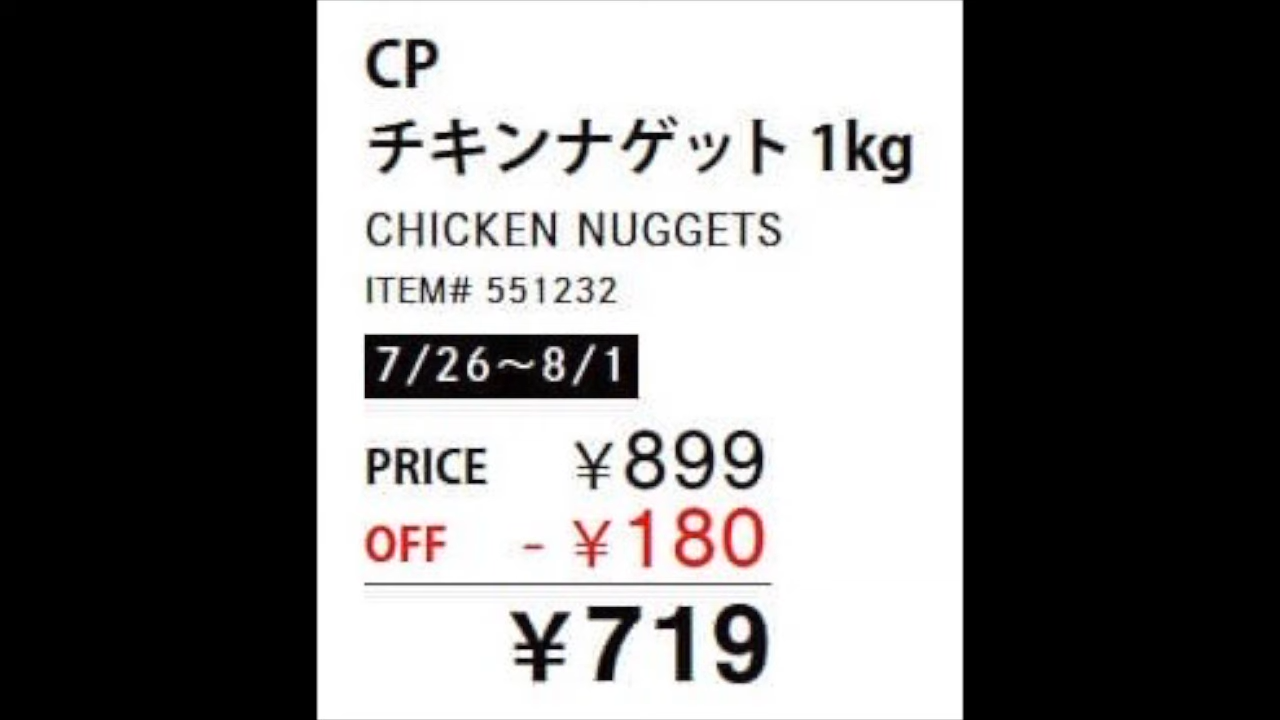 CP
チキンナゲット 1kg
CHICKEN NUGGETS
ITEM# 551232
7/26～8/1
PRICE ¥899
OFF - ¥180
¥719